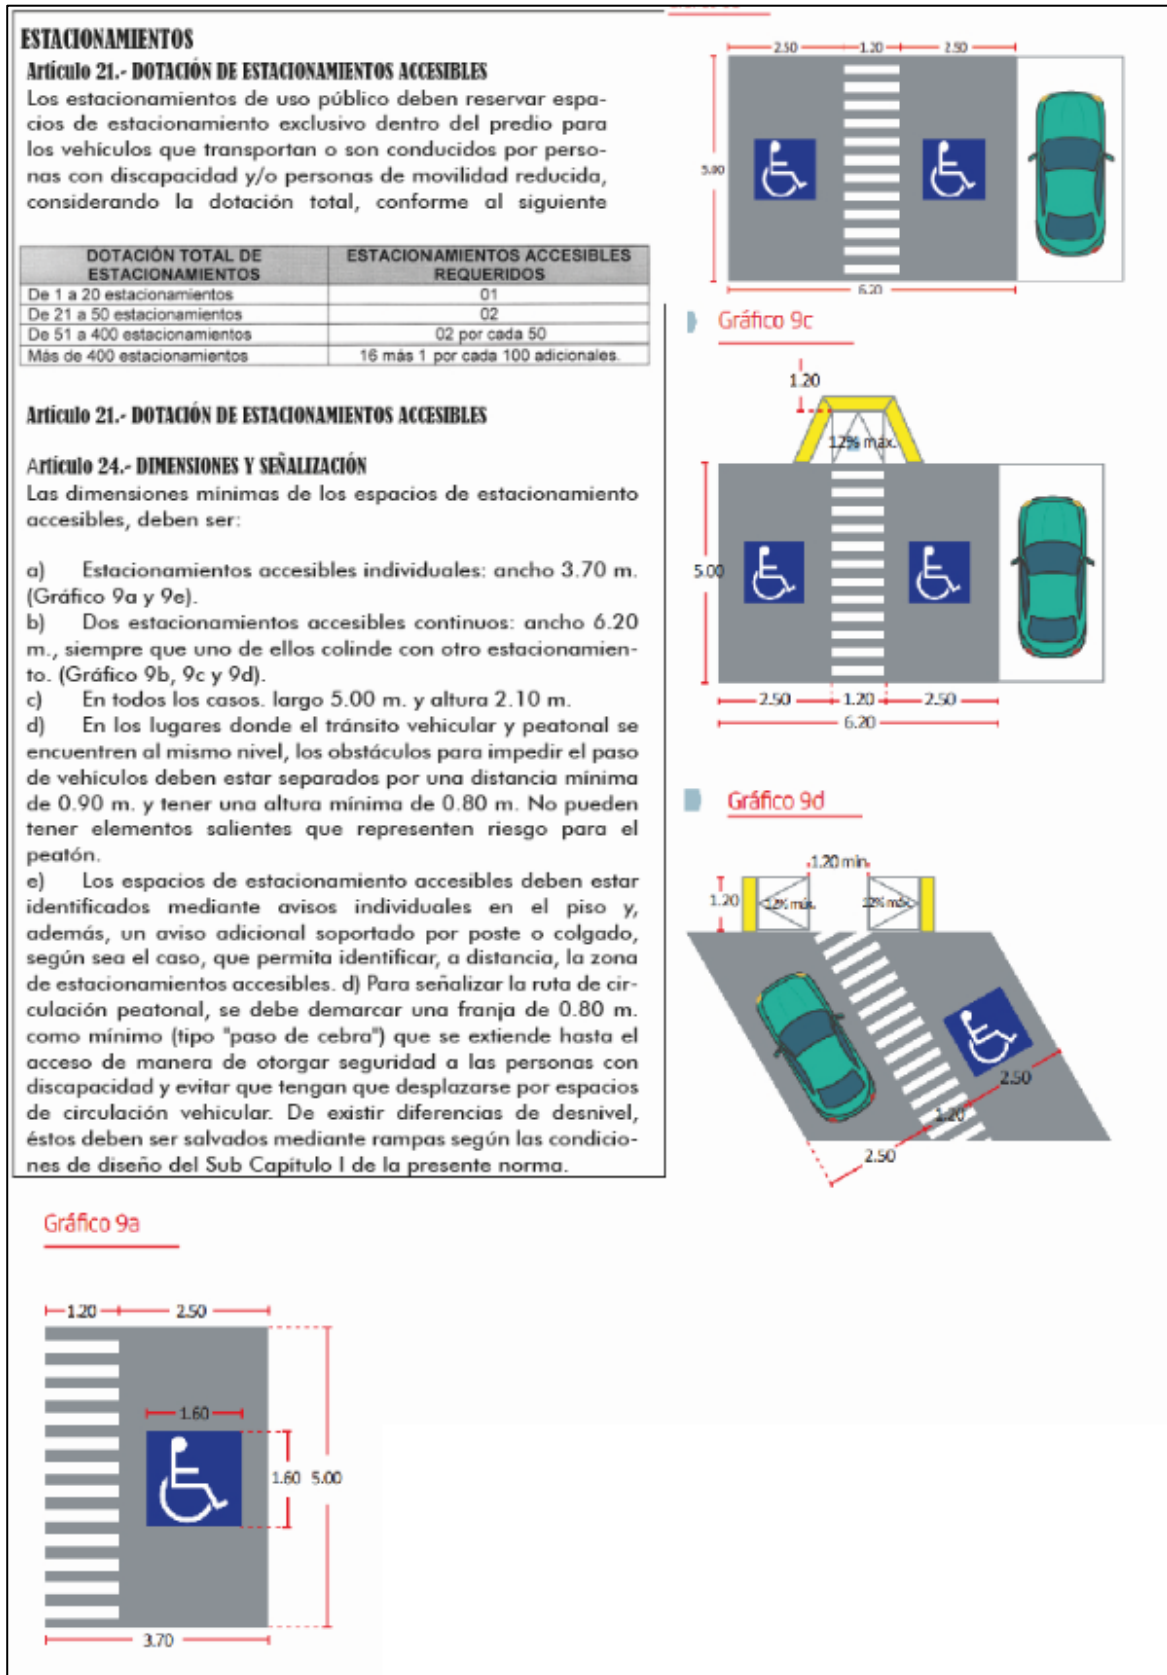 ESTACIONAMIENTOS
Artículo 21.- DOTACIÓN DE ESTACIONAMIENTOS ACCESIBLES
Los estacionamientos de uso público deben reservar espa-
cios de estacionamiento exclusivo dentro del predio para
los vehículos que transportan o son conducidos por perso-
nas con discapacidad y/o personas de movilidad reducida,
considerando la dotación total, conforme al siguiente
DOTACIÓN TOTAL DE ESTACIONAMIENTOS
ESTACIONAMIENTOS ACCESIBLES REQUERIDOS
De 1 a 20 estacionamientos 01
De 21 a 50 estacionamientos 02
De 51 a 400 estacionamientos 02 por cada 50
Más de 400 estacionamientos 16 más 1 por cada 100 adicionales.
Artículo 21.- DOTACIÓN DE ESTACIONAMIENTOS ACCESIBLES
Artículo 24.- DIMENSIONES Y SEÑALIZACIÓN
Las dimensiones mínimas de los espacios de estacionamiento
accesibles, deben ser:
a) Estacionamientos accesibles individuales: ancho 3.70 m.
(Gráfico 9a y 9e).
b) Dos estacionamientos accesibles continuos: ancho 6.20
m., siempre que uno de ellos colinde con otro estacionamien-
to. (Gráfico 9b, 9c y 9d).
c) En todos los casos. largo 5.00 m. y altura 2.10 m.
d) En los lugares donde el tránsito vehicular y peatonal se
encuentren al mismo nivel, los obstáculos para impedir el paso
de vehículos deben estar separados por una distancia mínima
de 0.90 m. y tener una altura mínima de 0.80 m. No pueden
tener elementos salientes que representen riesgo para el
peatón.
e) Los espacios de estacionamiento accesibles deben estar
identificados mediante avisos individuales en el piso y,
además, un aviso adicional soportado por poste o colgado,
según sea el caso, que permita identificar, a distancia, la zona
de estacionamientos accesibles. d) Para señalizar la ruta de cir-
culación peatonal, se debe demarcar una franja de 0.80 m.
como mínimo (tipo "paso de cebra") que se extiende hasta el
acceso de manera de otorgar seguridad a las personas con
discapacidad y evitar que tengan que desplazarse por espacios
de circulación vehicular. De existir diferencias de desnivel,
éstos deben ser salvados mediante rampas según las condicio-
nes de diseño del Sub Capítulo I de la presente norma.
2.50 1.20 2.50
5.00
6.20
Gráfico 9c
1.20
12% máx.
5.00
2.50 1.20 2.50
6.20
Gráfico 9d
1.20 min.
1.20
12% máx. 12% máx.
2.50
1.20
2.50
Gráfico 9a
1.20 2.50
1.60
1.60 5.00
3.70